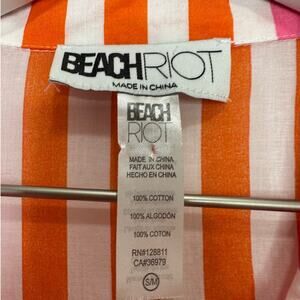 BEACHRIOT
MADE IN CHINA
BEACH
RIOT
MADE IN CHINA
FAIT AUX CHINA
HECHO EN CHINA
100% COTTON
100% ALGODÓN
100% COTON
RN#128811
CA#36979
S/M